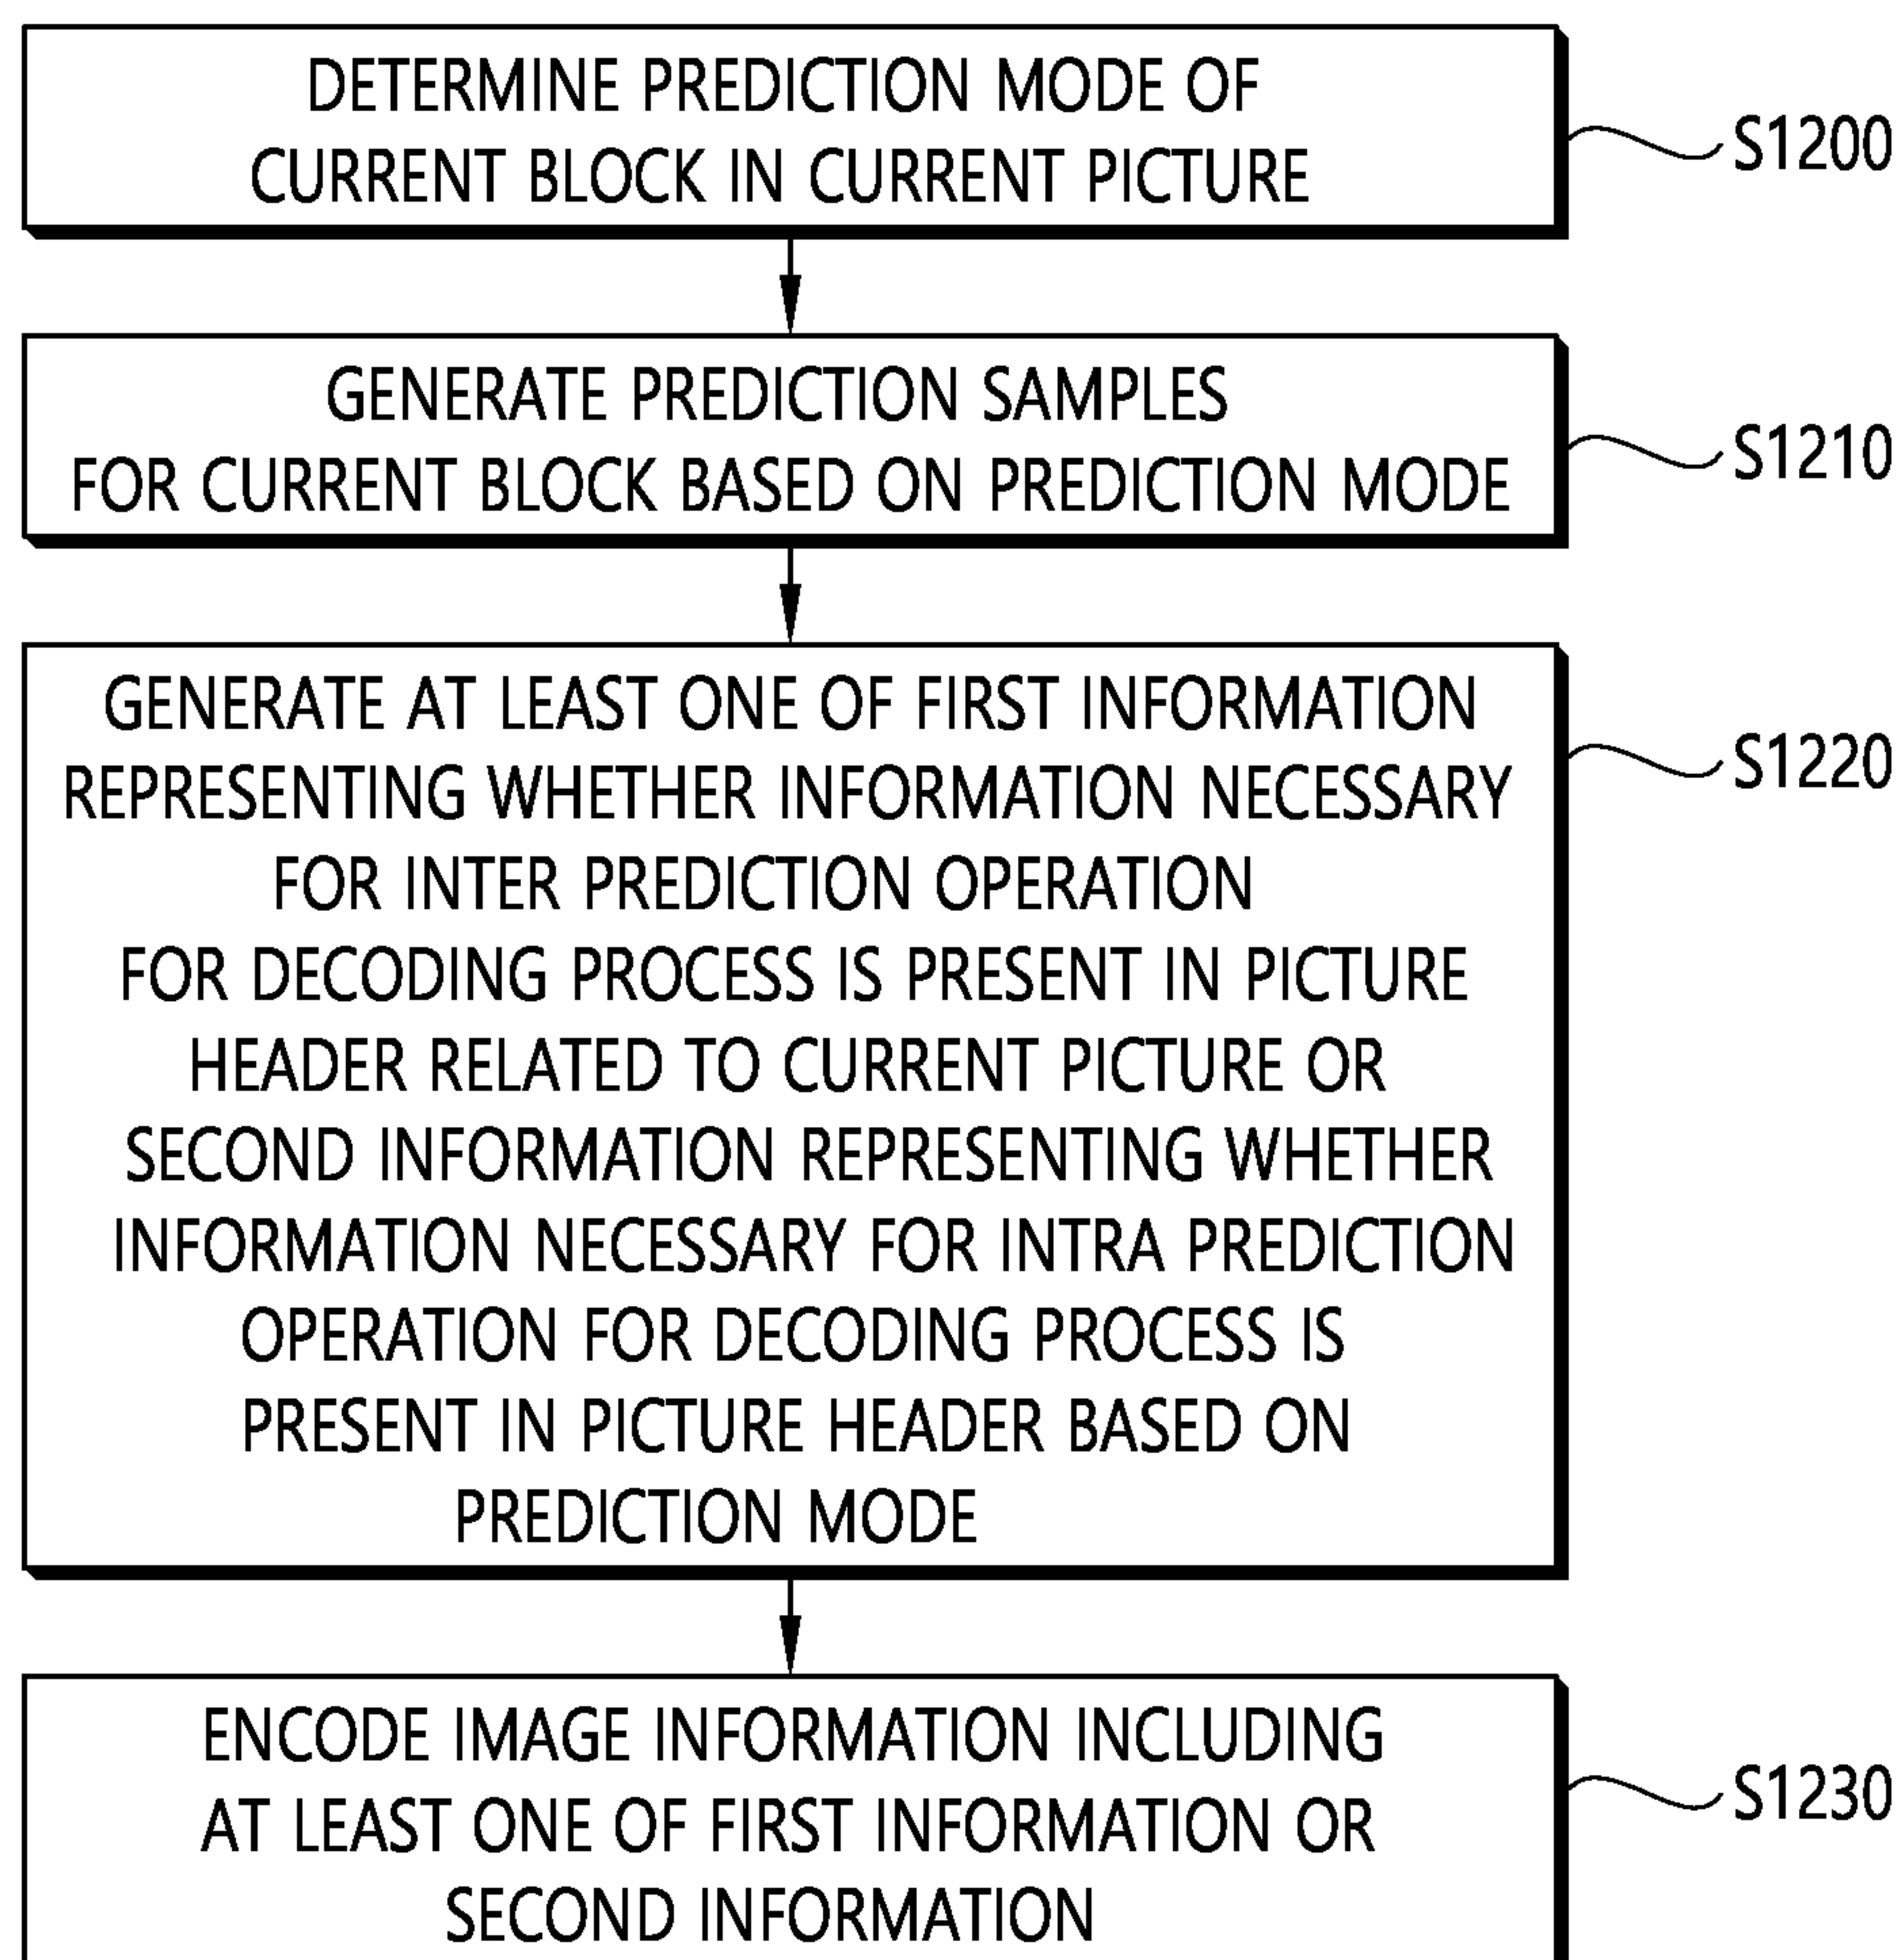 DETERMINE PREDICTION MODE OF
CURRENT BLOCK IN CURRENT PICTURE
S1200
GENERATE PREDICTION SAMPLES
FOR CURRENT BLOCK BASED ON PREDICTION MODE
S1210
GENERATE AT LEAST ONE OF FIRST INFORMATION
REPRESENTING WHETHER INFORMATION NECESSARY
FOR INTER PREDICTION OPERATION
FOR DECODING PROCESS IS PRESENT IN PICTURE
HEADER RELATED TO CURRENT PICTURE OR
SECOND INFORMATION REPRESENTING WHETHER
INFORMATION NECESSARY FOR INTRA PREDICTION
OPERATION FOR DECODING PROCESS IS
PRESENT IN PICTURE HEADER BASED ON
PREDICTION MODE
S1220
ENCODE IMAGE INFORMATION INCLUDING
AT LEAST ONE OF FIRST INFORMATION OR
SECOND INFORMATION
S1230